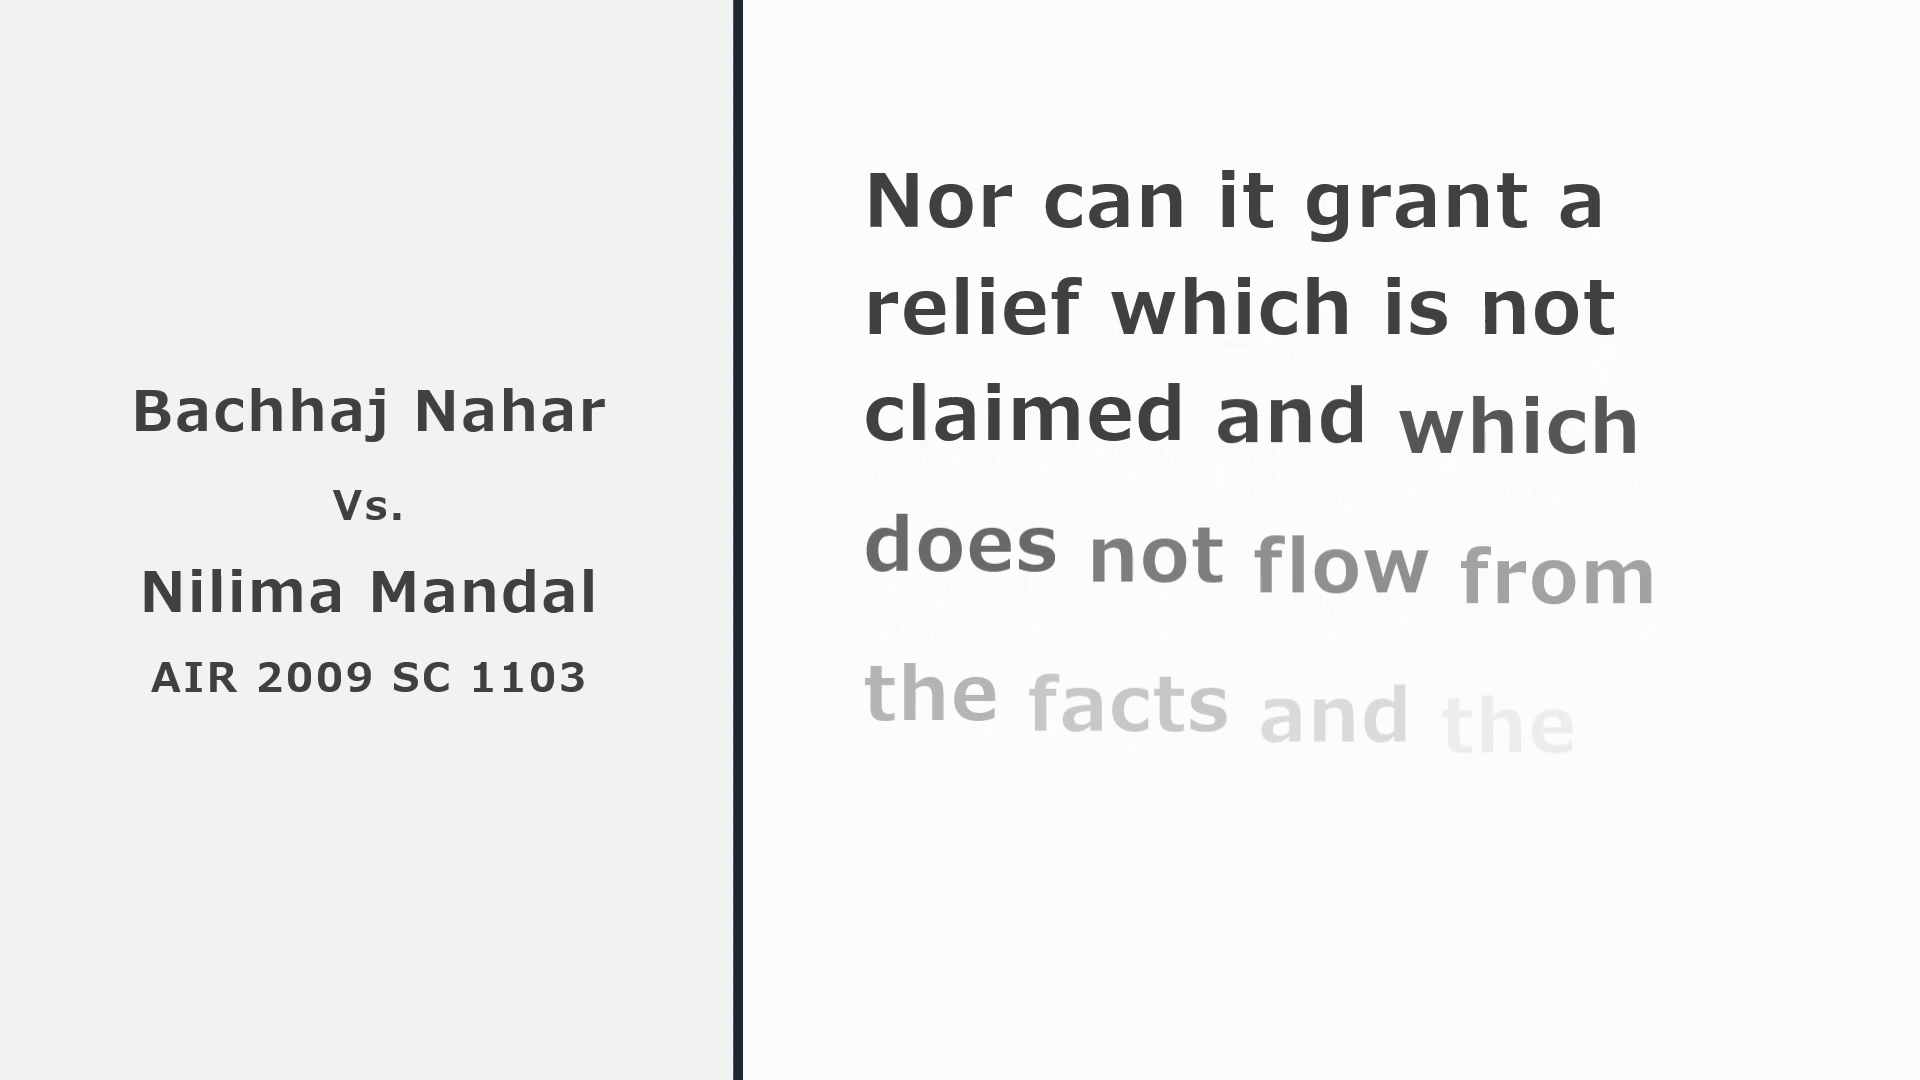 Bachhaj Nahar
Vs.
Nilima Mandal
AIR 2009 SC 1103
Nor can it grant a
relief which is not
claimed and which
does not flow from
the facts and the